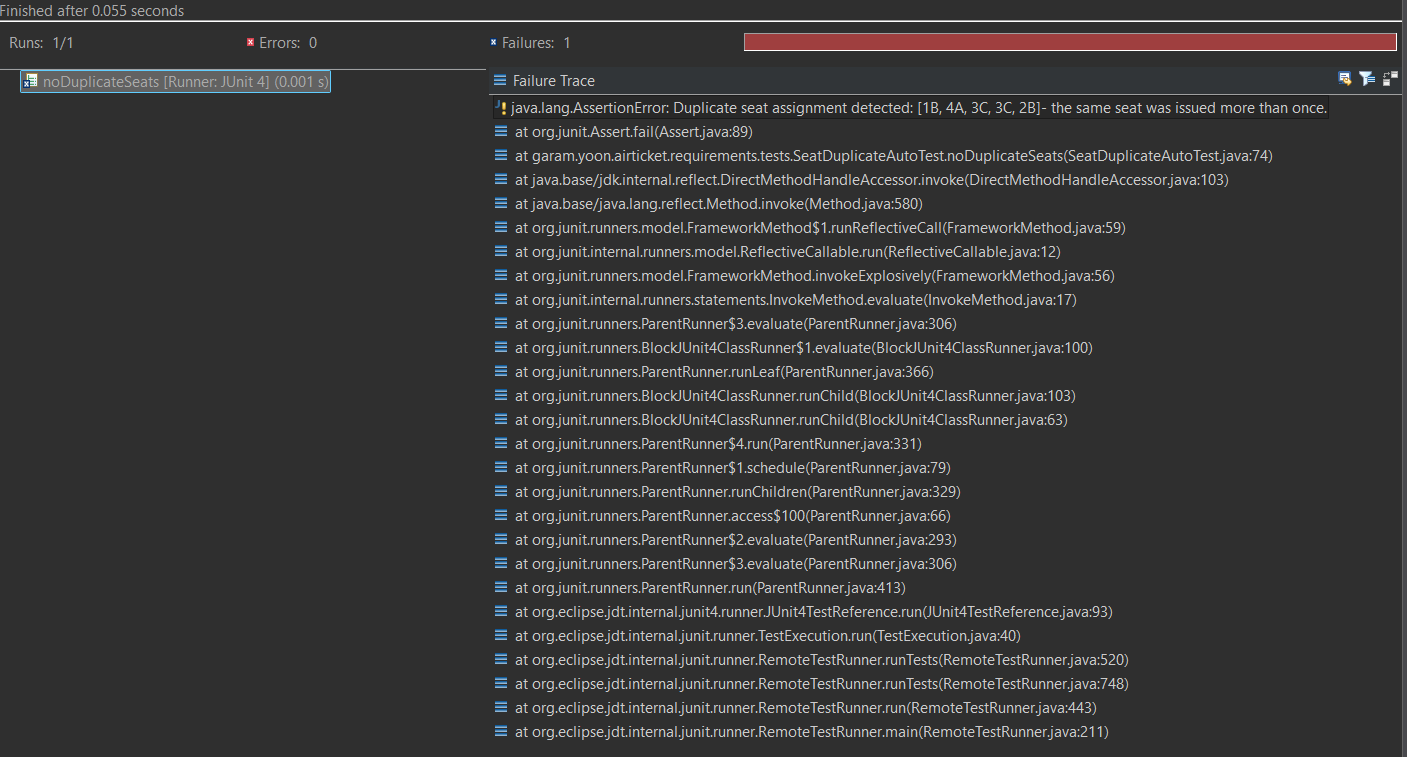 Finished after 0.055 seconds
Runs: 1/1 Errors: 0 Failures: 1
noDuplicateSeats [Runner: JUnit 4] (0.001 s)
Failure Trace
java.lang.AssertionError: Duplicate seat assignment detected: [1B, 4A, 3C, 3C, 2B]- the same seat was issued more than once.
at org.junit.Assert.fail(Assert.java:89)
at garam.yoon.airticket.requirements.tests.SeatDuplicateAutoTest.noDuplicateSeats(SeatDuplicateAutoTest.java:74)
at java.base/jdk.internal.reflect.DirectMethodHandleAccessor.invoke(DirectMethodHandleAccessor.java:103)
at java.base/java.lang.reflect.Method.invoke(Method.java:580)
at org.junit.runners.model.FrameworkMethod$1.runReflectiveCall(FrameworkMethod.java:59)
at org.junit.internal.runners.model.ReflectiveCallable.run(ReflectiveCallable.java:12)
at org.junit.runners.model.FrameworkMethod.invokeExplosively(FrameworkMethod.java:56)
at org.junit.internal.runners.statements.InvokeMethod.evaluate(InvokeMethod.java:17)
at org.junit.runners.ParentRunner$3.evaluate(ParentRunner.java:306)
at org.junit.runners.BlockJUnit4ClassRunner$1.evaluate(BlockJUnit4ClassRunner.java:100)
at org.junit.runners.ParentRunner.runLeaf(ParentRunner.java:366)
at org.junit.runners.BlockJUnit4ClassRunner.runChild(BlockJUnit4ClassRunner.java:103)
at org.junit.runners.BlockJUnit4ClassRunner.runChild(BlockJUnit4ClassRunner.java:63)
at org.junit.runners.ParentRunner$4.run(ParentRunner.java:331)
at org.junit.runners.ParentRunner$1.schedule(ParentRunner.java:79)
at org.junit.runners.ParentRunner.runChildren(ParentRunner.java:329)
at org.junit.runners.ParentRunner.access$100(ParentRunner.java:66)
at org.junit.runners.ParentRunner$2.evaluate(ParentRunner.java:293)
at org.junit.runners.ParentRunner$3.evaluate(ParentRunner.java:306)
at org.junit.runners.ParentRunner.run(ParentRunner.java:413)
at org.eclipse.jdt.internal.junit4.runner.JUnit4TestReference.run(JUnit4TestReference.java:93)
at org.eclipse.jdt.internal.junit.runner.TestExecution.run(TestExecution.java:40)
at org.eclipse.jdt.internal.junit.runner.RemoteTestRunner.runTests(RemoteTestRunner.java:520)
at org.eclipse.jdt.internal.junit.runner.RemoteTestRunner.runTests(RemoteTestRunner.java:748)
at org.eclipse.jdt.internal.junit.runner.RemoteTestRunner.run(RemoteTestRunner.java:443)
at org.eclipse.jdt.internal.junit.runner.RemoteTestRunner.main(RemoteTestRunner.java:211)